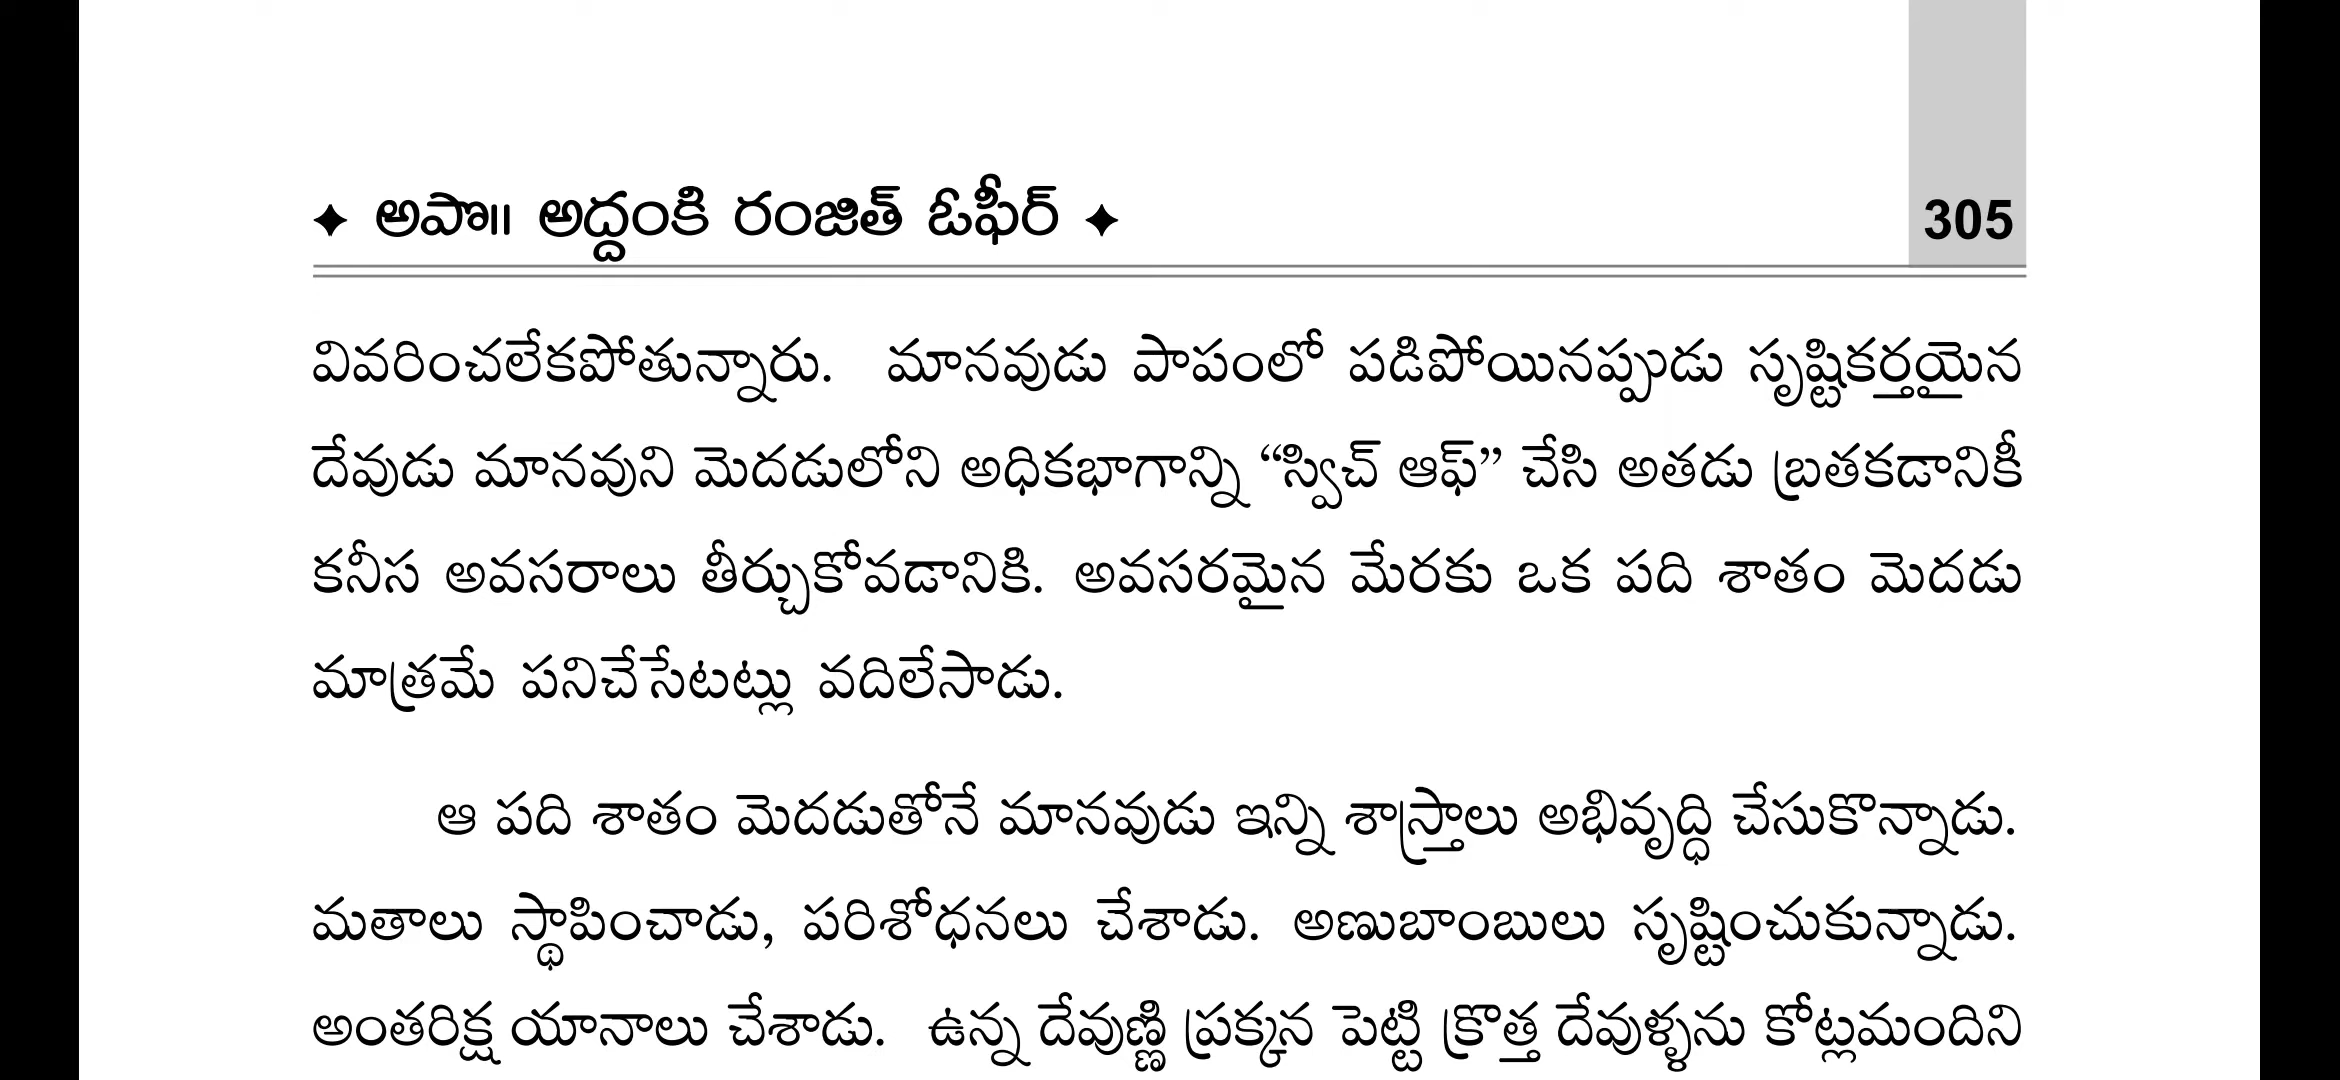 ✦ అపొ॥ అద్దంకి రంజిత్ ఓఫీర్ ✦
305
వివరించలేకపోతున్నారు. మానవుడు పాపంలో పడిపోయినప్పుడు సృష్టికర్తయైన
దేవుడు మానవుని మెదడులోని అధికభాగాన్ని “స్విచ్ ఆఫ్” చేసి అతడు బ్రతకడానికీ
కనీస అవసరాలు తీర్చుకోవడానికి. అవసరమైన మేరకు ఒక పది శాతం మెదడు
మాత్రమే పనిచేసేటట్లు వదిలేసాడు.
ఆ పది శాతం మెదడుతోనే మానవుడు ఇన్ని శాస్త్రాలు అభివృద్ధి చేసుకొన్నాడు.
మతాలు స్థాపించాడు, పరిశోధనలు చేశాడు. అణుబాంబులు సృష్టించుకున్నాడు.
అంతరిక్ష యానాలు చేశాడు. ఉన్న దేవుణ్ణి ప్రక్కన పెట్టి క్రొత్త దేవుళ్ళను కోట్లమందిని